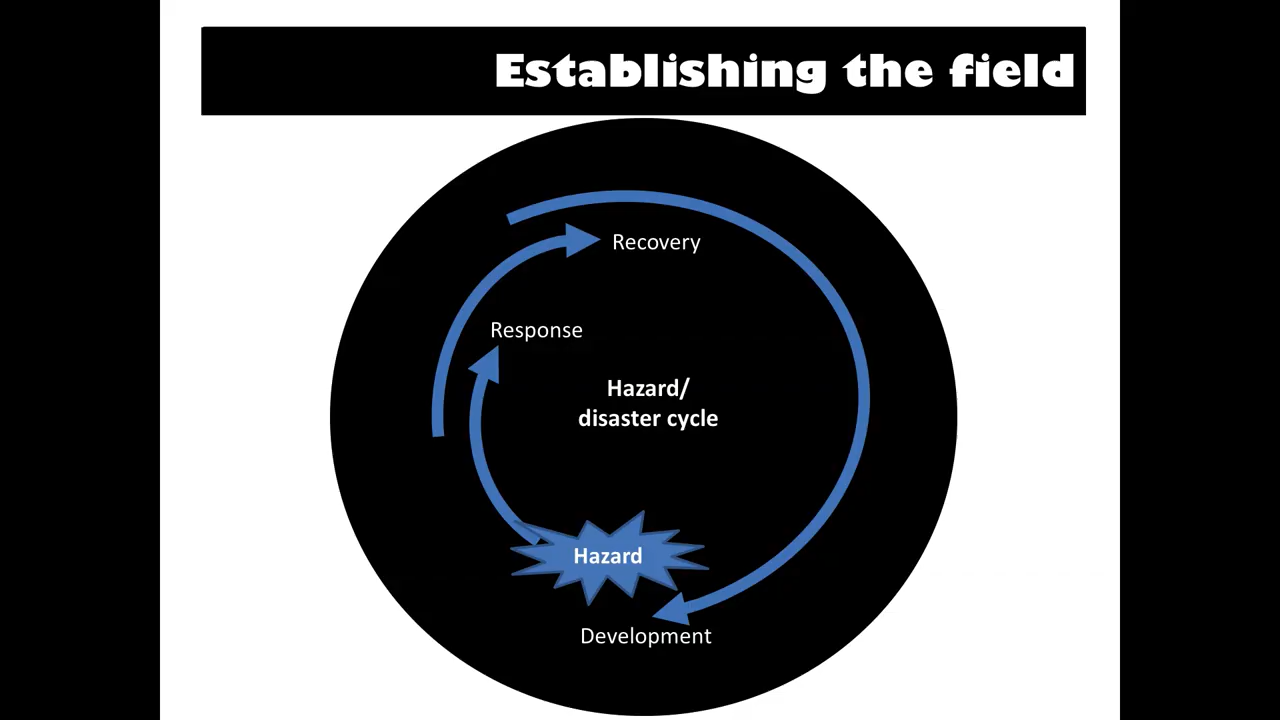 Establishing the field
Recovery
Response
Hazard/
disaster cycle
Hazard
Development